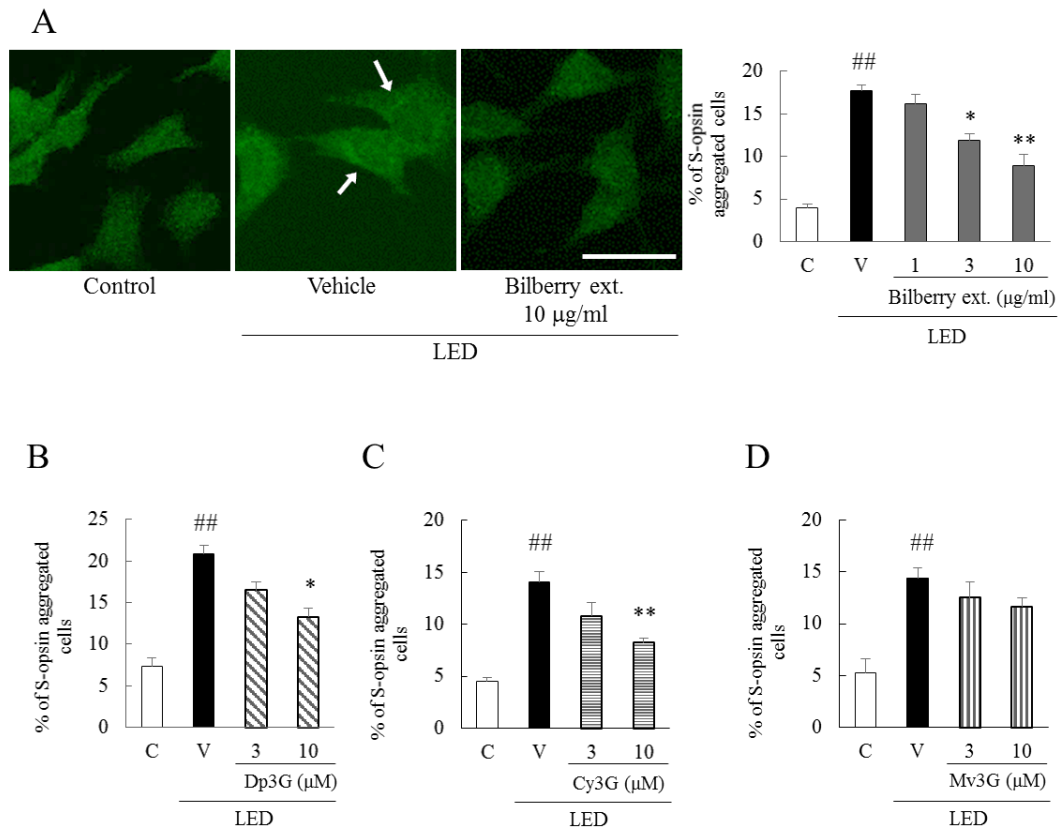 A
Control
Vehicle
Bilberry ext.
10 μg/ml
LED
% of S-opsin
aggregated cells
20
15
10
5
0
##
*
**
C V 1 3 10
Bilberry ext. (μg/ml)
LED
B
% of S-opsin aggregated
cells
25
20
15
10
5
0
##
*
C V 3 10
Dp3G (μM)
LED
C
% of S-opsin aggregated
cells
20
15
10
5
0
##
**
C V 3 10
Cy3G (μM)
LED
D
% of S-opsin aggregated
cells
20
15
10
5
0
##
C V 3 10
Mv3G (μM)
LED